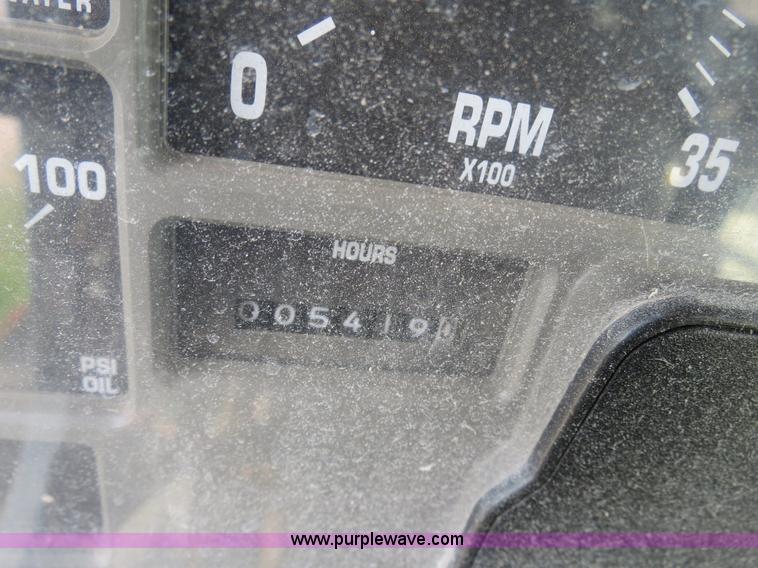 0
RPM
X100
35
100
HOURS
005419
PSI
OIL
www.purplewave.com